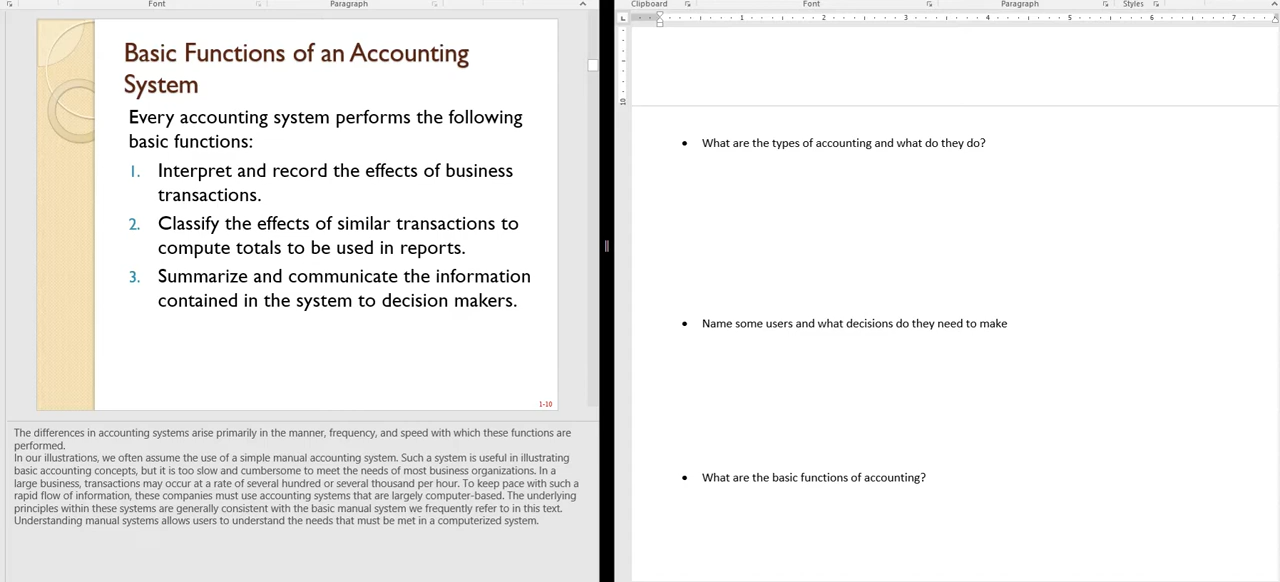 Font
Paragraph
Clipboard
Font
Paragraph
Styles
1
2
3
4
5
6
7
10
Basic Functions of an Accounting
System
Every accounting system performs the following
basic functions:
1. Interpret and record the effects of business
transactions.
2. Classify the effects of similar transactions to
compute totals to be used in reports.
3. Summarize and communicate the information
contained in the system to decision makers.
1-10
The differences in accounting systems arise primarily in the manner, frequency, and speed with which these functions are
performed.
In our illustrations, we often assume the use of a simple manual accounting system. Such a system is useful in illustrating
basic accounting concepts, but it is too slow and cumbersome to meet the needs of most business organizations. In a
large business, transactions may occur at a rate of several hundred or several thousand per hour. To keep pace with such a
rapid flow of information, these companies must use accounting systems that are largely computer-based. The underlying
principles within these systems are generally consistent with the basic manual system we frequently refer to in this text.
Understanding manual systems allows users to understand the needs that must be met in a computerized system.
• What are the types of accounting and what do they do?
• Name some users and what decisions do they need to make
• What are the basic functions of accounting?